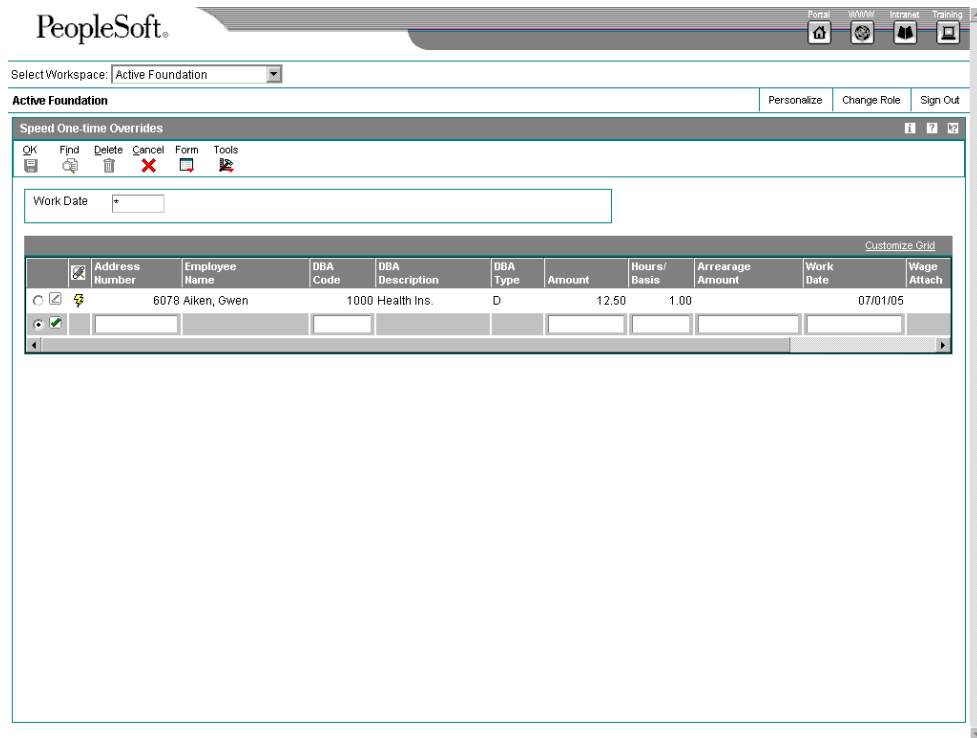 Portal WWW Intranet Training
PeopleSoft®
Select Workspace: Active Foundation
Active Foundation Personalize Change Role Sign Out
Speed One-time Overrides i ? ?
OK Find Delete Cancel Form Tools
Work Date *
Customize Grid
Address Number Employee Name DBA Code DBA Description DBA Type Amount Hours/ Basis Arrearage Amount Work Date Wage Attach
6078 Aiken, Gwen 1000 Health Ins. D 12.50 1.00 07/01/05